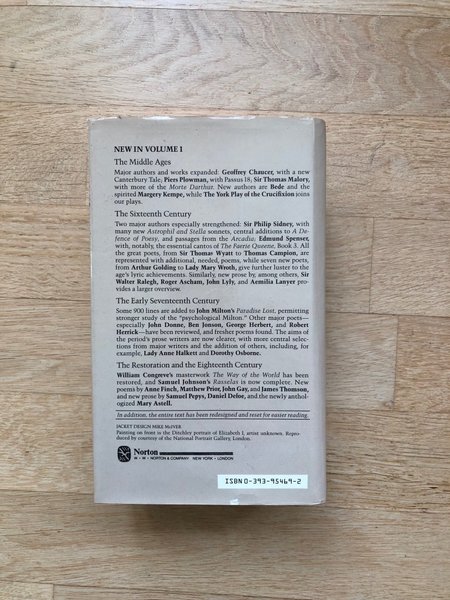 NEW IN VOLUME 1
The Middle Ages
Major authors and works expanded: Geoffrey Chaucer, with a new
Canterbury Tale; Piers Plowman, with Passus 18; Sir Thomas Malory,
with more of the Morte Darthur. New authors are Bede and the
spirited Margery Kempe, while The York Play of the Crucifixion joins
our plays.
The Sixteenth Century
Two major authors especially strengthened: Sir Philip Sidney, with
many new Astrophil and Stella sonnets, central additions to A De-
fence of Poesy, and passages from the Arcadia; Edmund Spenser,
with, notably, the essential cantos of The Faerie Queene, Book 3. All
the great poets, from Sir Thomas Wyatt to Thomas Campion, are
represented with additional, needed, poems, while seven new poets,
from Arthur Golding to Lady Mary Wroth, give further luster to the
age's lyric achievements. Similarly, new prose by, among others, Sir
Walter Ralegh, Roger Ascham, John Lyly, and Aemilia Lanyer pro-
vides a larger overview.
The Early Seventeenth Century
Some 900 lines are added to John Milton's Paradise Lost, permitting
stronger study of the "psychological Milton." Other major poets—
especially John Donne, Ben Jonson, George Herbert, and Robert
Herrick—have been reviewed, and fresher poems found. The aims of
the period's prose writers are now clearer, with more central selec-
tions from major writers and the addition of others, including, for
example, Lady Anne Halkett and Dorothy Osborne.
The Restoration and the Eighteenth Century
William Congreve's masterwork The Way of the World has been
restored, and Samuel Johnson's Rasselas is now complete. New
poems by Anne Finch, Matthew Prior, John Gay, and James Thomson,
and new prose by Samuel Pepys, Daniel Defoe, and the newly anthol-
ogized Mary Astell.
In addition, the entire text has been redesigned and reset for easier reading.
JACKET DESIGN MIKE McIVER
Painting on front is the Ditchley portrait of Elizabeth I, artist unknown. Repro-
duced by courtesy of the National Portrait Gallery, London.
Norton
W • W • NORTON & COMPANY NEW YORK • LONDON
ISBN 0-393-95469-2